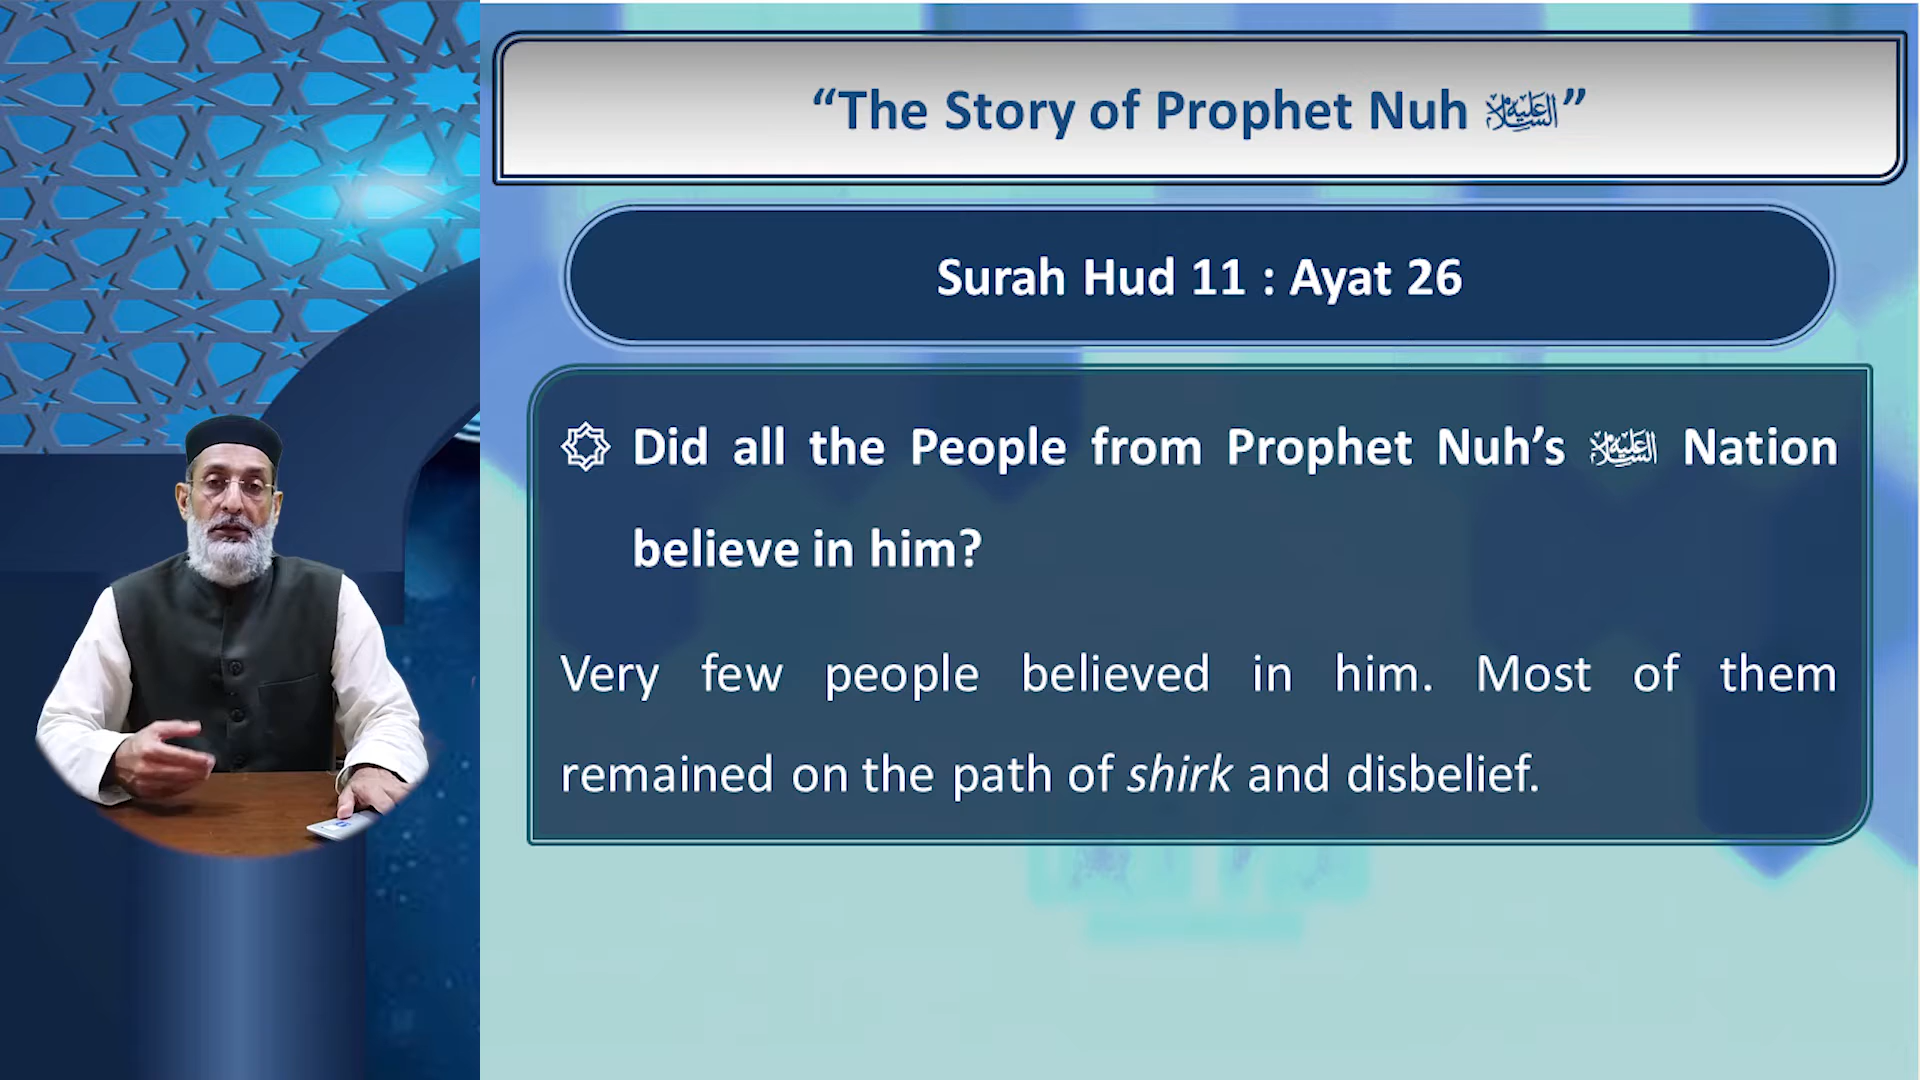 “The Story of Prophet Nuh عليه السلام”
Surah Hud 11 : Ayat 26
Did all the People from Prophet Nuh’s عليه السلام Nation
believe in him?
Very few people believed in him. Most of them
remained on the path of shirk and disbelief.